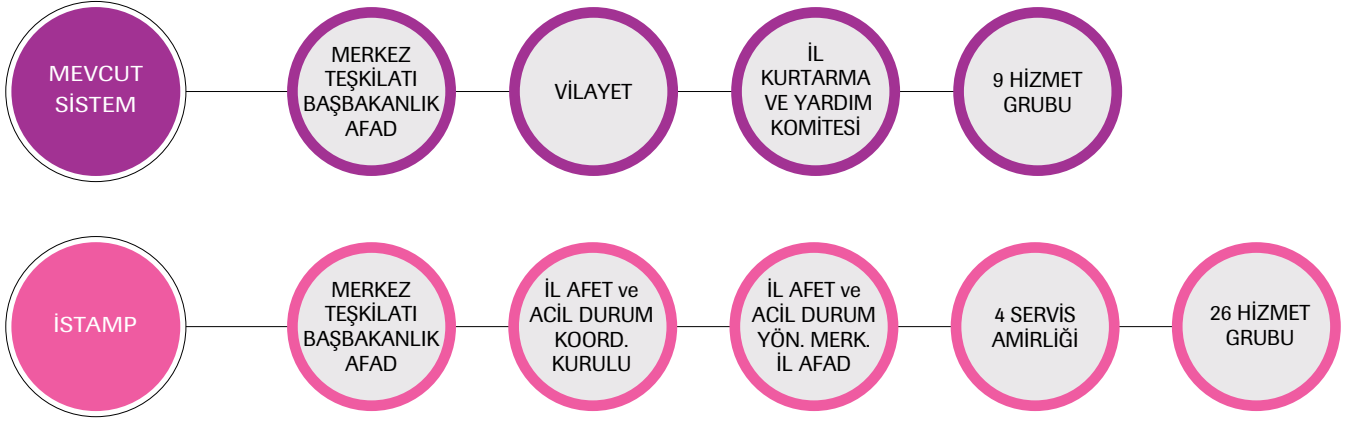 MEVCUT
SİSTEM
MERKEZ
TEŞKİLATI
BAŞBAKANLIK
AFAD
VİLAYET
İL
KURTARMA
VE YARDIM
KOMİTESİ
9 HİZMET
GRUBU
İSTAMP
MERKEZ
TEŞKİLATI
BAŞBAKANLIK
AFAD
İL AFET ve
ACİL DURUM
KOORD.
KURULU
İL AFET ve
ACİL DURUM
YÖN. MERK.
İL AFAD
4 SERVİS
AMİRLİĞİ
26 HİZMET
GRUBU